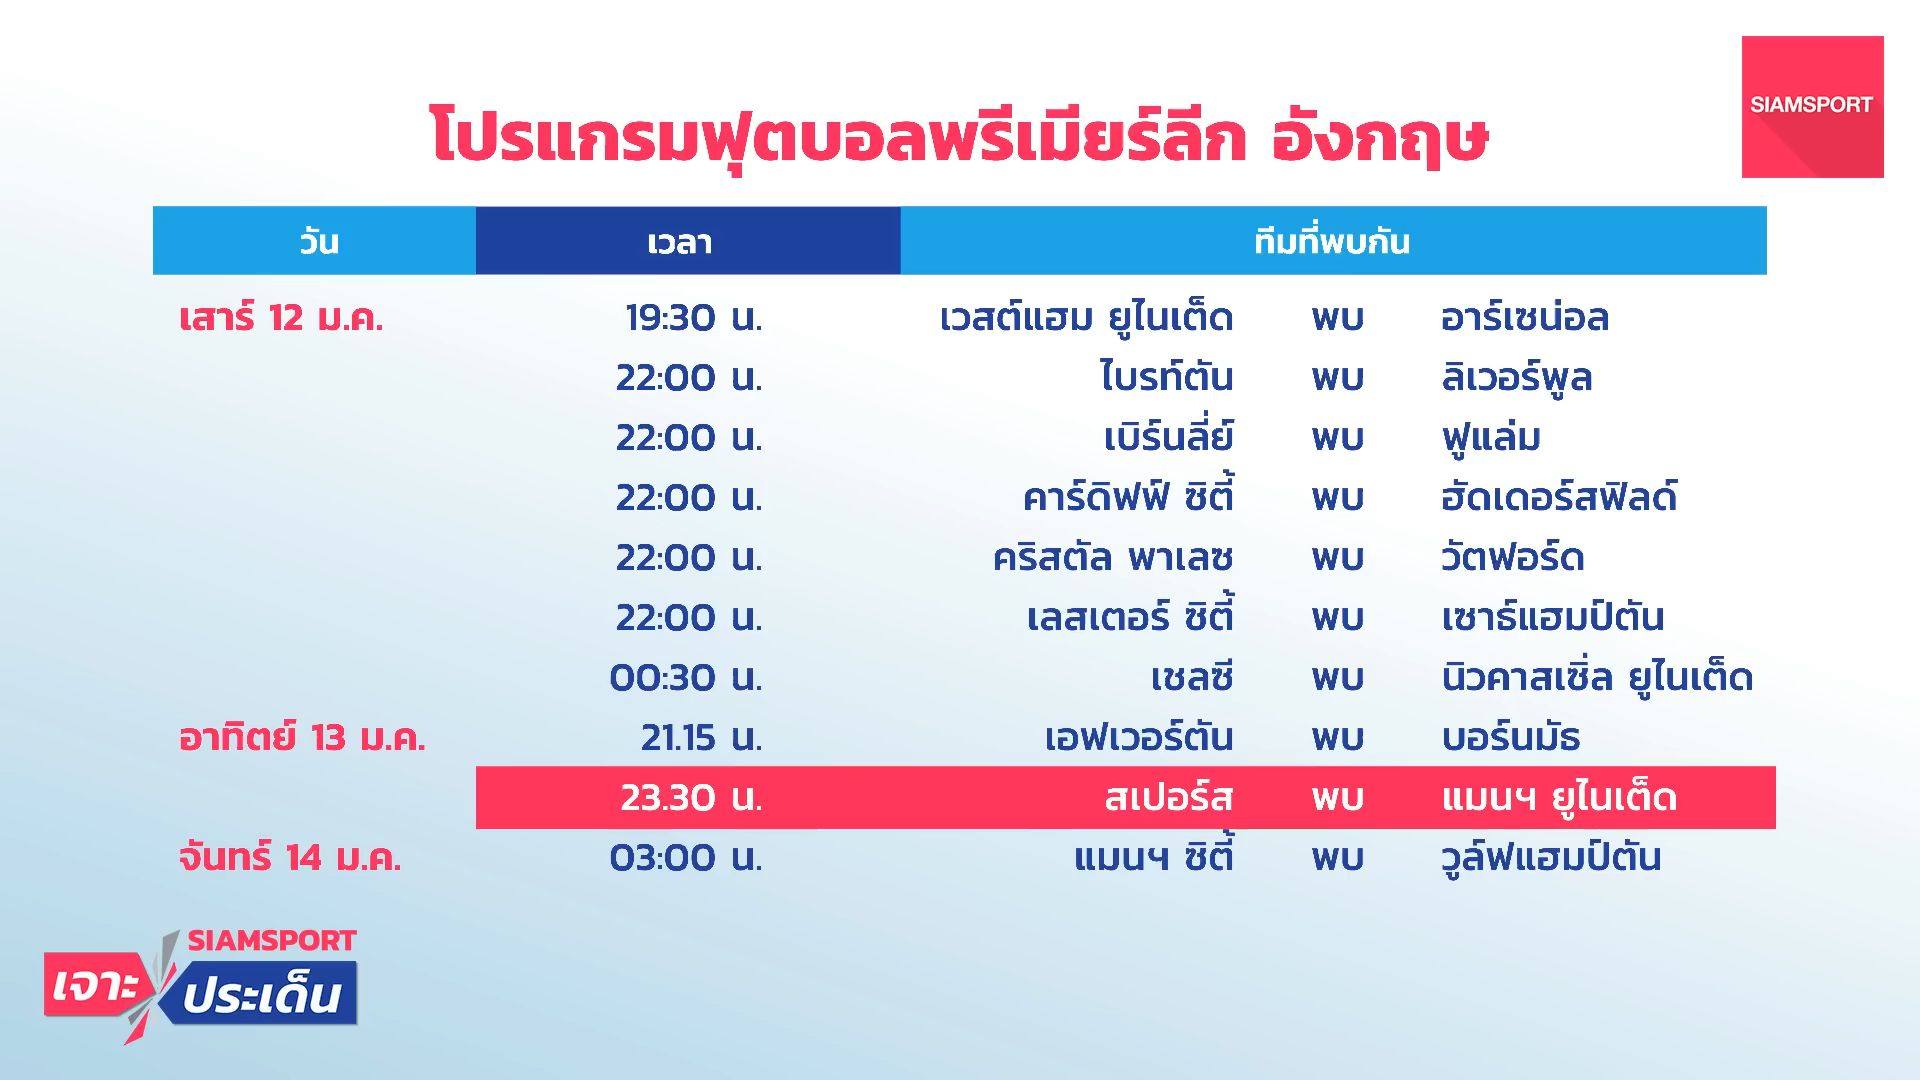 SIAMSPORT
โปรแกรมฟุตบอลพรีเมียร์ลีก อังกฤษ
วัน เวลา ทีมที่พบกัน
เสาร์ 12 ม.ค. 19:30 น. เวสต์แฮม ยูไนเต็ด พบ อาร์เซน่อล
22:00 น. ไบรท์ตัน พบ ลิเวอร์พูล
22:00 น. เบิร์นลี่ย์ พบ ฟูแล่ม
22:00 น. คาร์ดิฟฟ์ ซิตี้ พบ ฮัดเดอร์สฟิลด์
22:00 น. คริสตัล พาเลซ พบ วัตฟอร์ด
22:00 น. เลสเตอร์ ซิตี้ พบ เซาธ์แฮมป์ตัน
00:30 น. เชลซี พบ นิวคาสเซิ่ล ยูไนเต็ด
อาทิตย์ 13 ม.ค. 21.15 น. เอฟเวอร์ตัน พบ บอร์นมัธ
23.30 น. สเปอร์ส พบ แมนฯ ยูไนเต็ด
จันทร์ 14 ม.ค. 03:00 น. แมนฯ ซิตี้ พบ วูล์ฟแฮมป์ตัน
SIAMSPORT
เจาะ ประเด็น